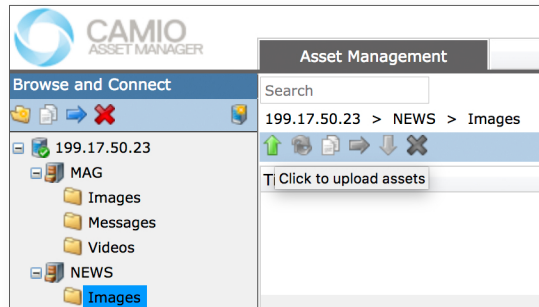 CAMIO
ASSET MANAGER
Asset Management
Browse and Connect
Search
199.17.50.23 > NEWS > Images
199.17.50.23
Click to upload assets
MAG
Images
Messages
Videos
NEWS
Images